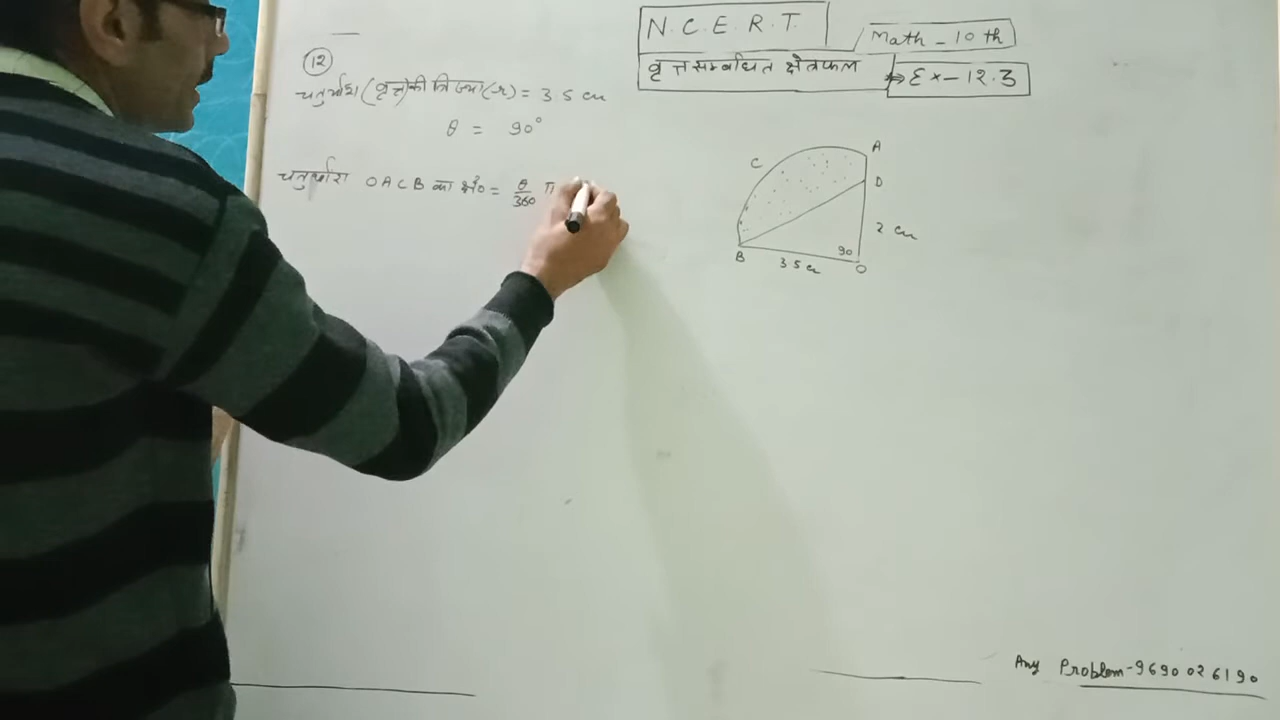 N.C.E.R.T.
Math - 10 th
वृत्त सम्बंधित क्षेत्रफल
⇒ Ex - 12.3
12
चतुर्थांश (वृत्त) की त्रिज्या (r) = 3.5 cm
θ = 90°
चतुर्थांश OACB का क्षे० = θ/360 π
C
A
D
2 cm
90
B
3.5 cm
O
Any Problem - 9690026190